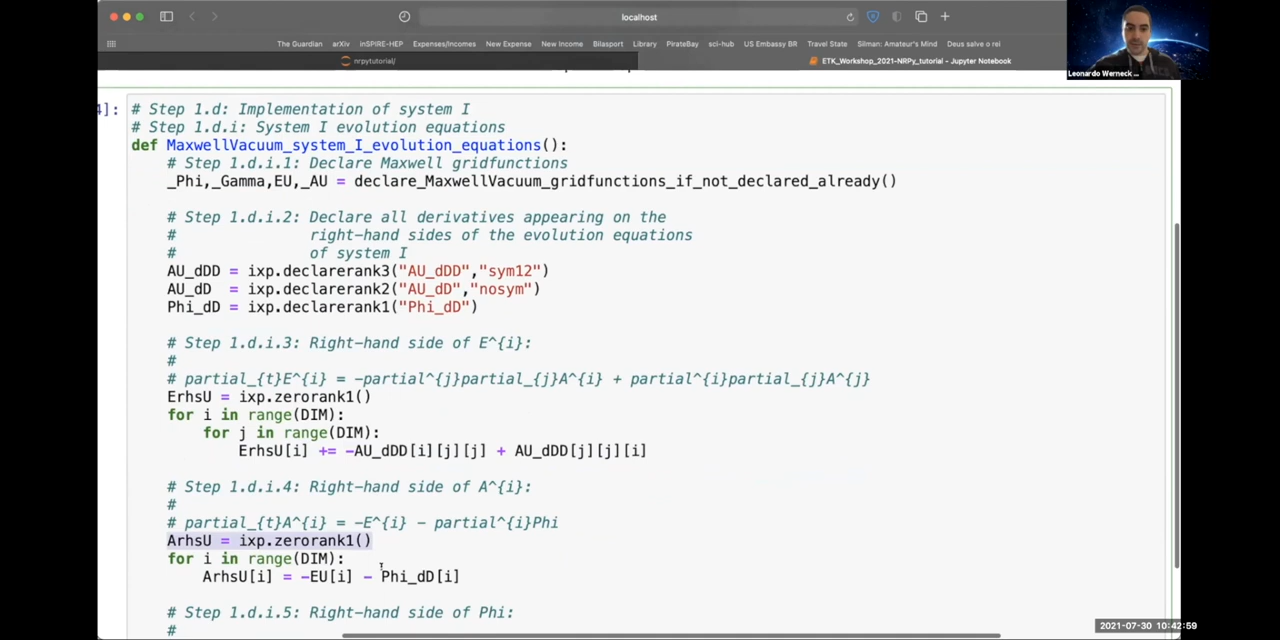 localhost
The Guardian arXiv inSPIRE-HEP Expenses/Incomes New Expense New Income Bilasport Library PirateBay sci-hub US Embassy BR Travel State Silman: Amateur's Mind Deus salve o rei
nrpytutorial/ ETK_Workshop_2021-NRPy_tutorial - Jupyter Notebook
Leonardo Werneck ...
4]: # Step 1.d: Implementation of system I
# Step 1.d.i: System I evolution equations
def MaxwellVacuum_system_I_evolution_equations():
# Step 1.d.i.1: Declare Maxwell gridfunctions
_Phi,_Gamma,EU,_AU = declare_MaxwellVacuum_gridfunctions_if_not_declared_already()
# Step 1.d.i.2: Declare all derivatives appearing on the
# right-hand sides of the evolution equations
# of system I
AU_dDD = ixp.declarerank3("AU_dDD","sym12")
AU_dD = ixp.declarerank2("AU_dD","nosym")
Phi_dD = ixp.declarerank1("Phi_dD")
# Step 1.d.i.3: Right-hand side of E^{i}:
#
# partial_{t}E^{i} = -partial^{j}partial_{j}A^{i} + partial^{i}partial_{j}A^{j}
ErhsU = ixp.zerorank1()
for i in range(DIM):
for j in range(DIM):
ErhsU[i] += -AU_dDD[i][j][j] + AU_dDD[j][j][i]
# Step 1.d.i.4: Right-hand side of A^{i}:
#
# partial_{t}A^{i} = -E^{i} - partial^{i}Phi
ArhsU = ixp.zerorank1()
for i in range(DIM):
ArhsU[i] = -EU[i] - Phi_dD[i]
# Step 1.d.i.5: Right-hand side of Phi:
#
2021-07-30 10:42:59